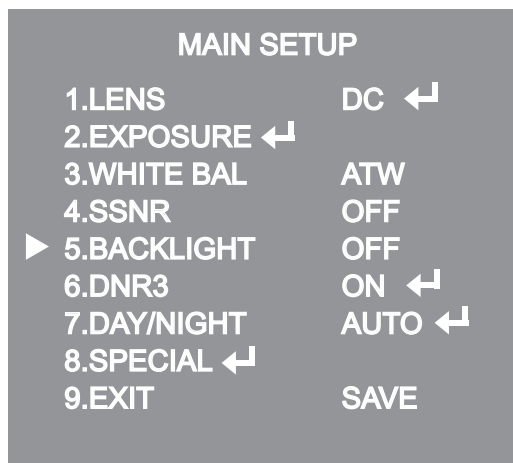 MAIN SETUP
1.LENS DC ↵
2.EXPOSURE ↵
3.WHITE BAL ATW
4.SSNR OFF
▶ 5.BACKLIGHT OFF
6.DNR3 ON ↵
7.DAY/NIGHT AUTO ↵
8.SPECIAL ↵
9.EXIT SAVE